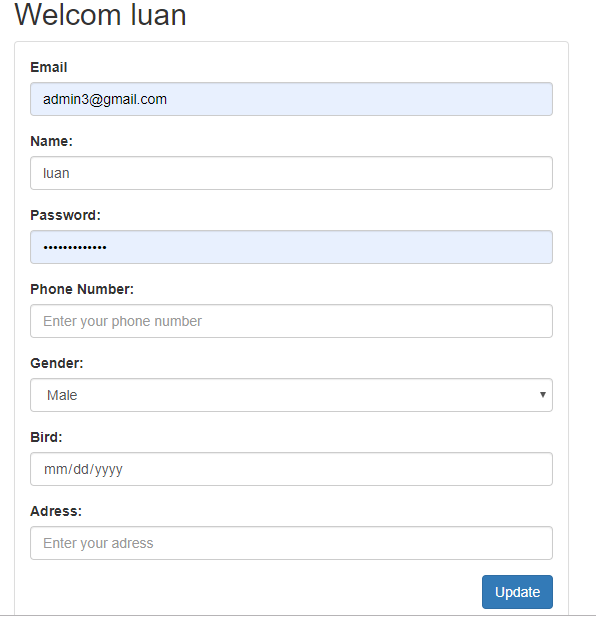 Welcom luan
Email
admin3@gmail.com
Name:
luan
Password:
•••••••••••••
Phone Number:
Enter your phone number
Gender:
Male
Bird:
mm/dd/yyyy
Adress:
Enter your adress
Update